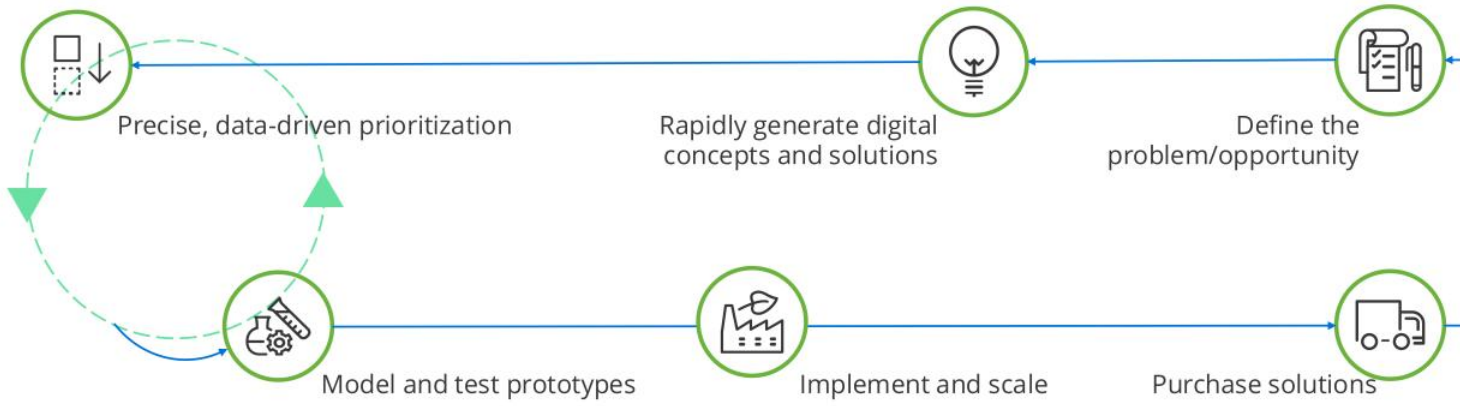 Precise, data-driven prioritization
Rapidly generate digital
concepts and solutions
Define the
problem/opportunity
Model and test prototypes
Implement and scale
Purchase solutions